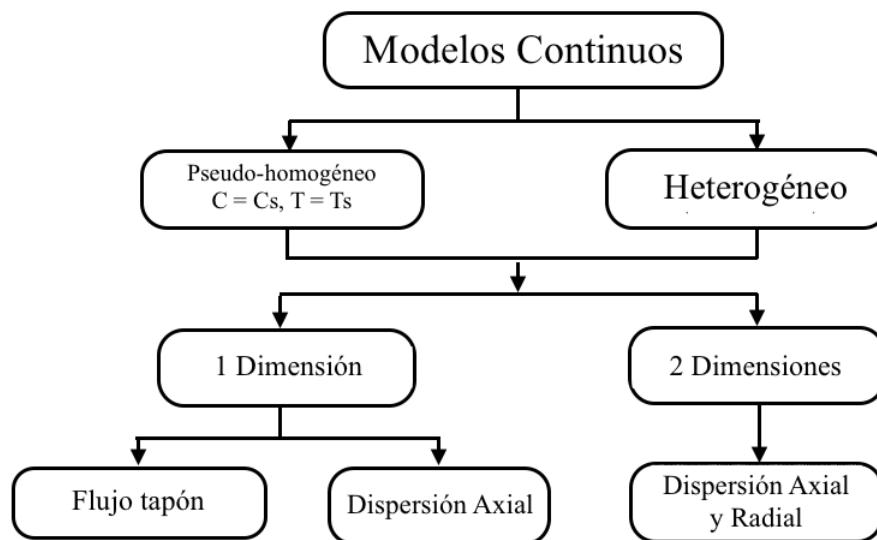 Modelos Continuos
Pseudo-homogéneo
C = Cs, T = Ts
Heterogéneo
1 Dimensión
2 Dimensiones
Flujo tapón
Dispersión Axial
Dispersión Axial
y Radial